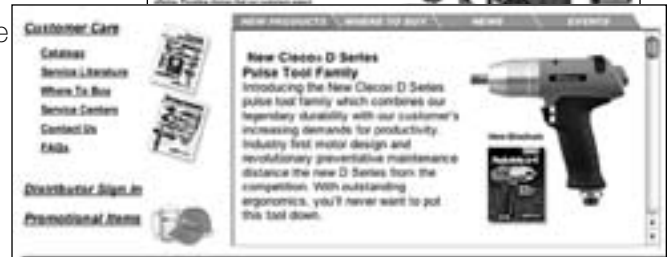 Customer Care
Catalogs
Service Literature
Where To Buy
Service Centers
Contact Us
FAQs
Distributor Sign In
Promotional Items
NEW PRODUCTS
WHERE TO BUY
NEWS
EVENTS
New Cleco® D Series
Pulse Tool Family
Introducing the New Cleco® D Series
pulse tool family which combines our
legendary durability with our customer's
increasing demands for productivity.
Industry first motor design and
revolutionary preventative maintenance
distance the new D Series from the
competition. With outstanding
ergonomics, you'll never want to put
this tool down.
New Brochure